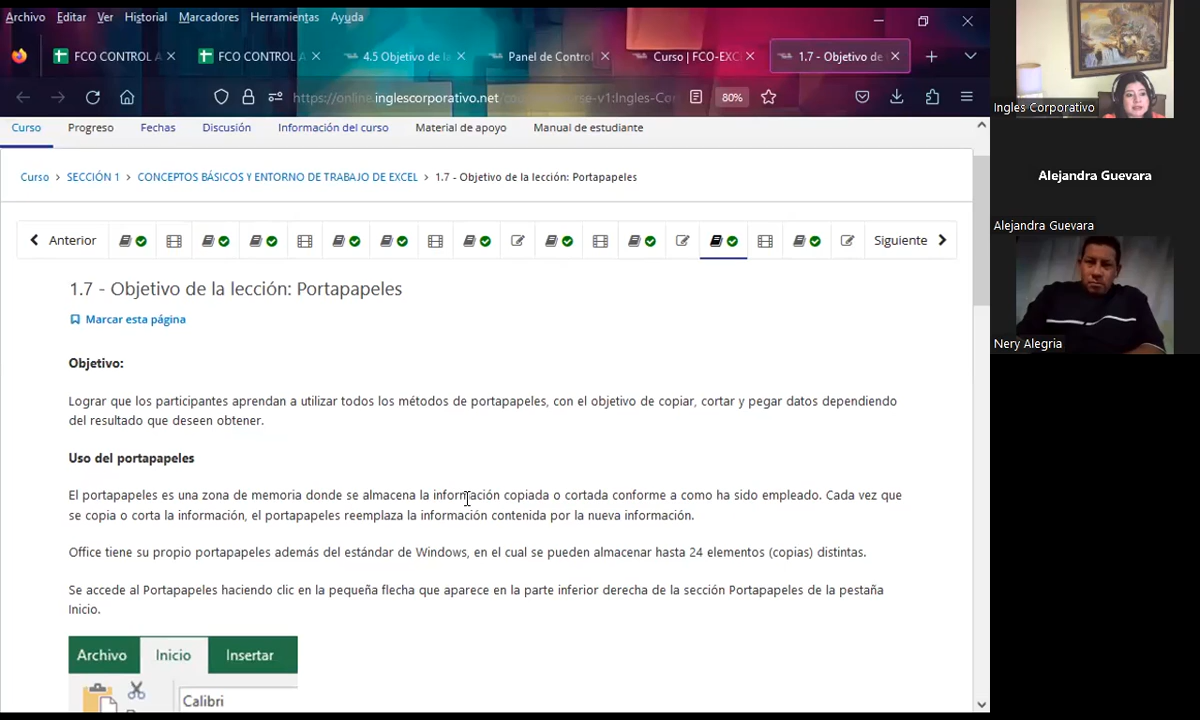 Archivo Editar Ver Historial Marcadores Herramientas Ayuda
FCO CONTROL A
FCO CONTROL A
4.5 Objetivo de la
Panel de Control
Curso | FCO-EXC
1.7 - Objetivo de
https://online.inglescorporativo.net
80%
Curso Progreso Fechas Discusión Información del curso Material de apoyo Manual de estudiante
Curso > SECCIÓN 1 > CONCEPTOS BÁSICOS Y ENTORNO DE TRABAJO DE EXCEL > 1.7 - Objetivo de la lección: Portapapeles
Anterior
Siguiente
1.7 - Objetivo de la lección: Portapapeles
Marcar esta página
Objetivo:
Lograr que los participantes aprendan a utilizar todos los métodos de portapapeles, con el objetivo de copiar, cortar y pegar datos dependiendo
del resultado que deseen obtener.
Uso del portapapeles
El portapapeles es una zona de memoria donde se almacena la información copiada o cortada conforme a como ha sido empleado. Cada vez que
se copia o corta la información, el portapapeles reemplaza la información contenida por la nueva información.
Office tiene su propio portapapeles además del estándar de Windows, en el cual se pueden almacenar hasta 24 elementos (copias) distintas.
Se accede al Portapapeles haciendo clic en la pequeña flecha que aparece en la parte inferior derecha de la sección Portapapeles de la pestaña
Inicio.
Archivo Inicio Insertar
Calibri
Ingles Corporativo
Alejandra Guevara
Alejandra Guevara
Nery Alegria